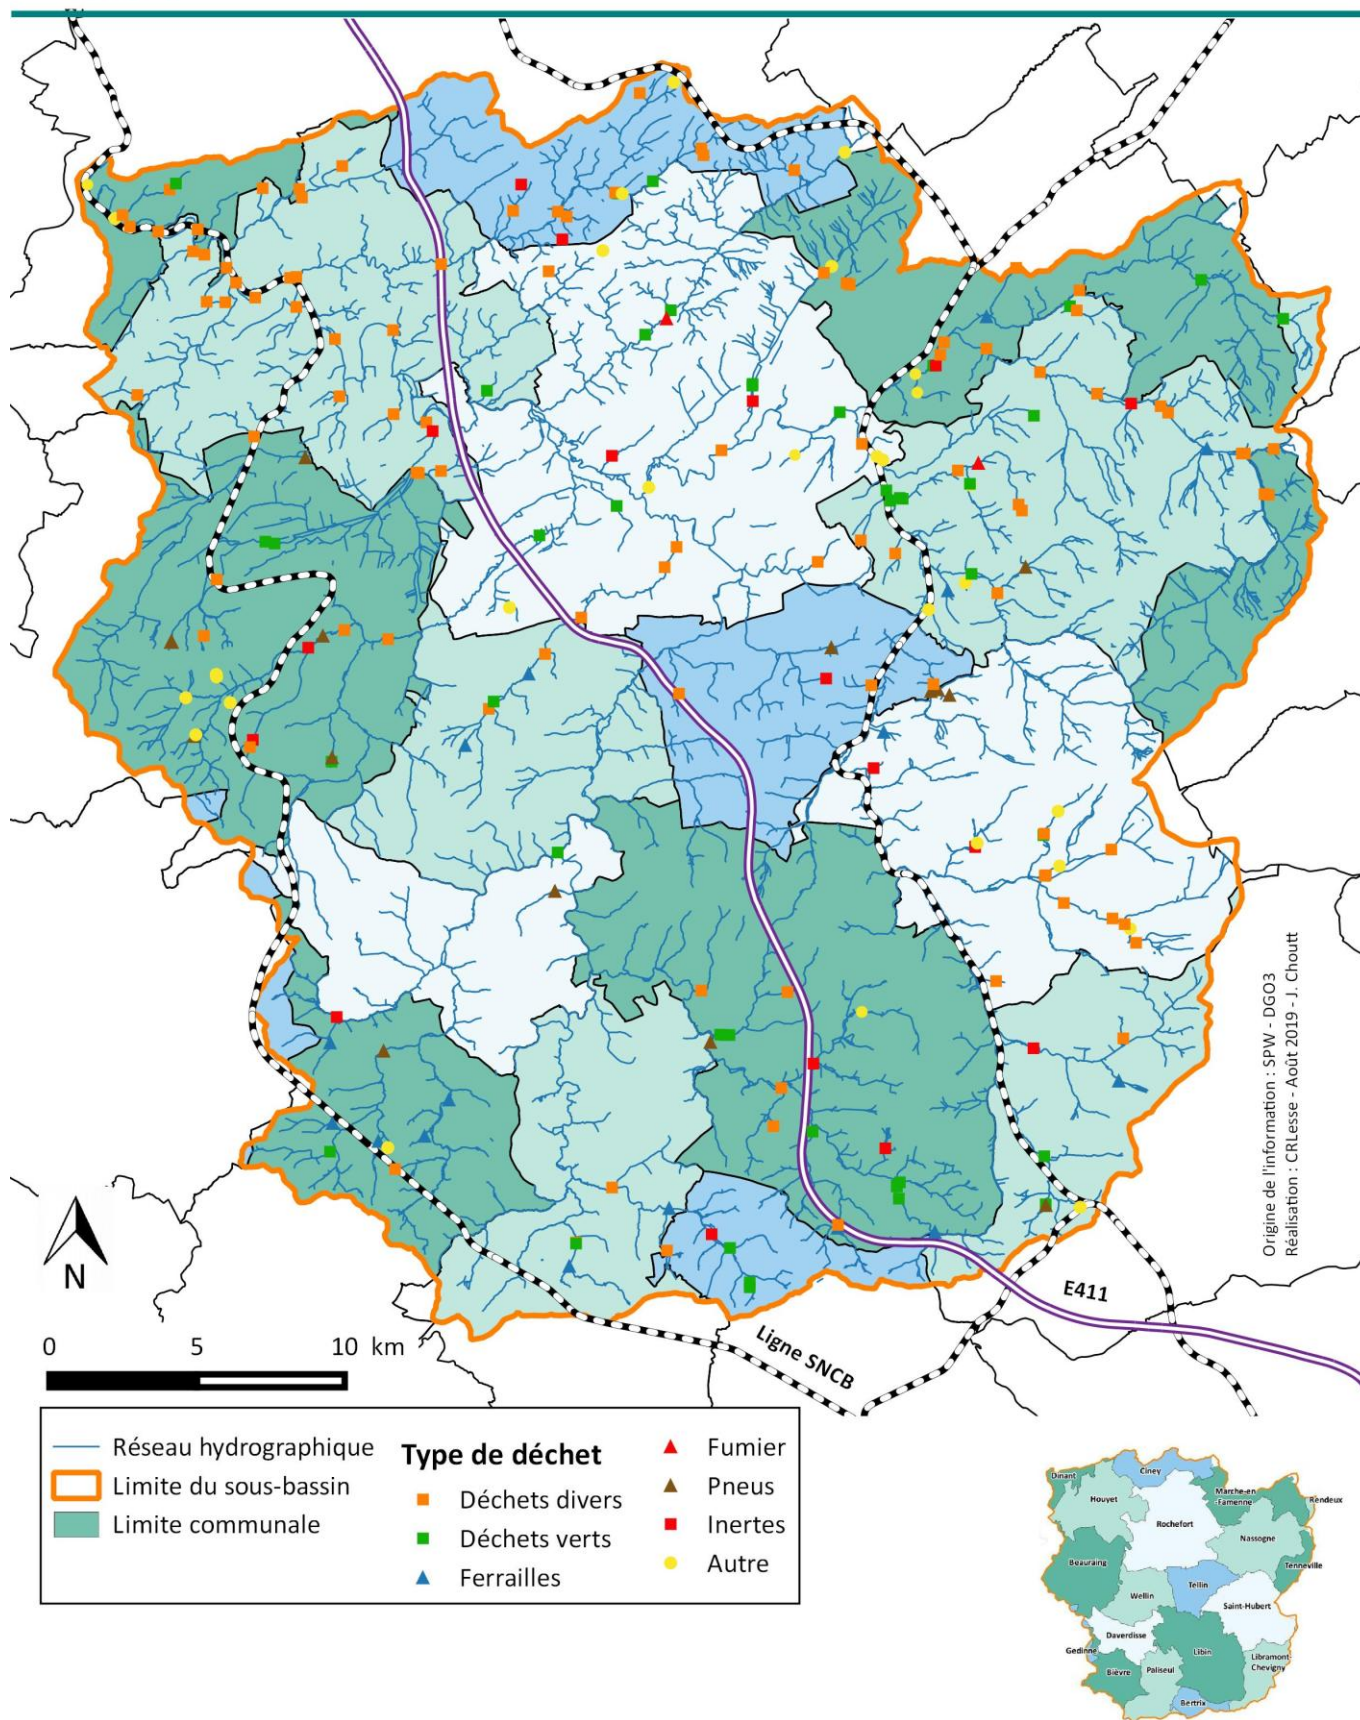 Origine de l'information : SPW - DGO3
Réalisation : CRLesse - Août 2019 - J. Choutt
N
E411
Ligne SNCB
0 5 10 km
Réseau hydrographique
Limite du sous-bassin
Limite communale
Type de déchet
Déchets divers
Déchets verts
Ferrailles
Fumier
Pneus
Inertes
Autre
Dinant
Ciney
Houyet
Marche-en
-Famenne
Rendeux
Rochefort
Nassogne
Beauraing
Tenneville
Tellin
Wellin
Saint-Hubert
Daverdisse
Gedinne
Libin
Libramont
Chevigny
Bièvre
Paliseul
Bertrix